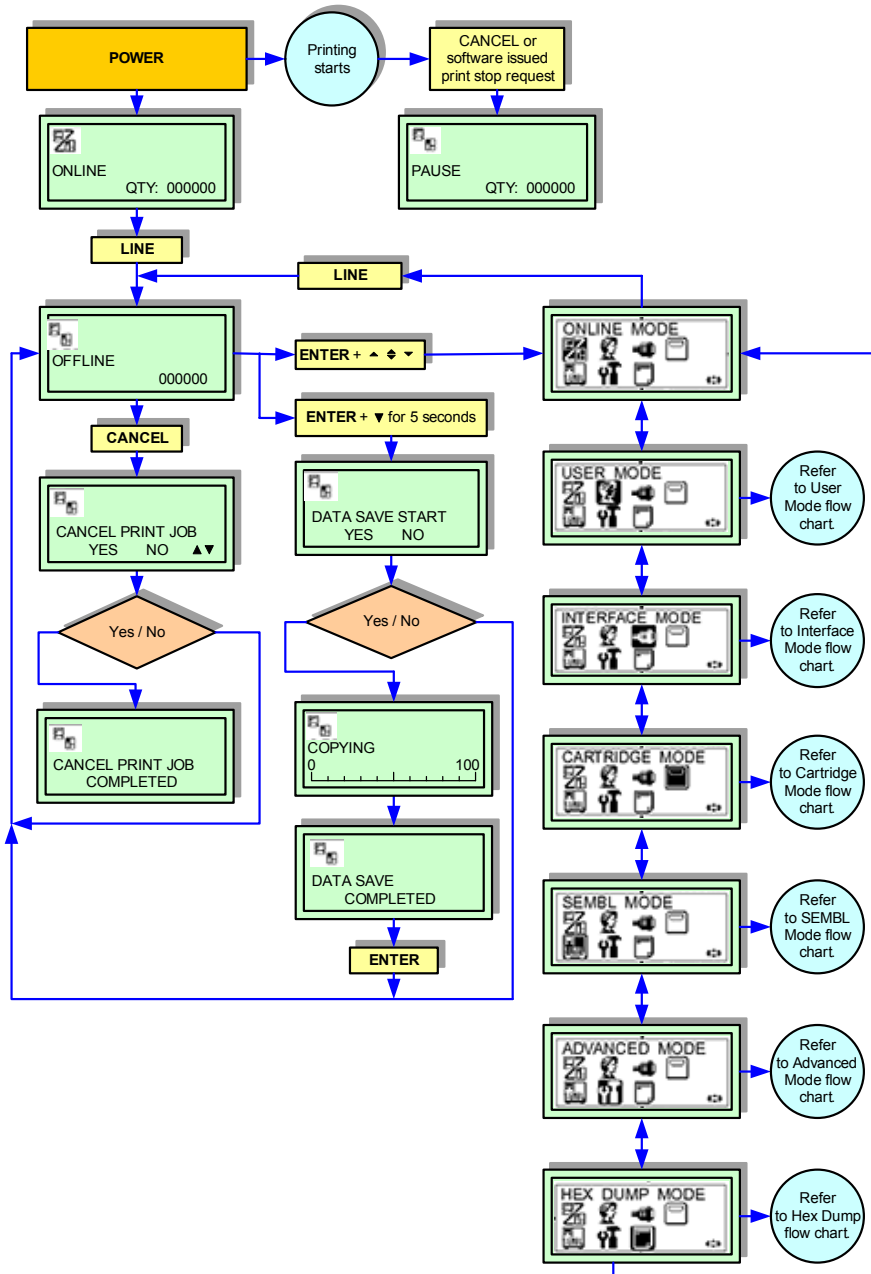 POWER
Printing
starts
CANCEL or
software issued
print stop request
ONLINE
QTY: 000000
PAUSE
QTY: 000000
LINE
LINE
OFFLINE
000000
ENTER + ▲ ◆ ▼
ONLINE MODE
CANCEL
ENTER + ▼ for 5 seconds
CANCEL PRINT JOB
YES NO ▲▼
DATA SAVE START
YES NO
USER MODE
Refer
to User
Mode flow
chart.
Yes / No
Yes / No
INTERFACE MODE
Refer
to Interface
Mode flow
chart.
CANCEL PRINT JOB
COMPLETED
COPYING
0 100
CARTRIDGE MODE
Refer
to Cartridge
Mode flow
chart.
DATA SAVE
COMPLETED
ENTER
SEMBL MODE
Refer
to SEMBL
Mode flow
chart.
ADVANCED MODE
Refer
to Advanced
Mode flow
chart.
HEX DUMP MODE
Refer
to Hex Dump
flow chart.